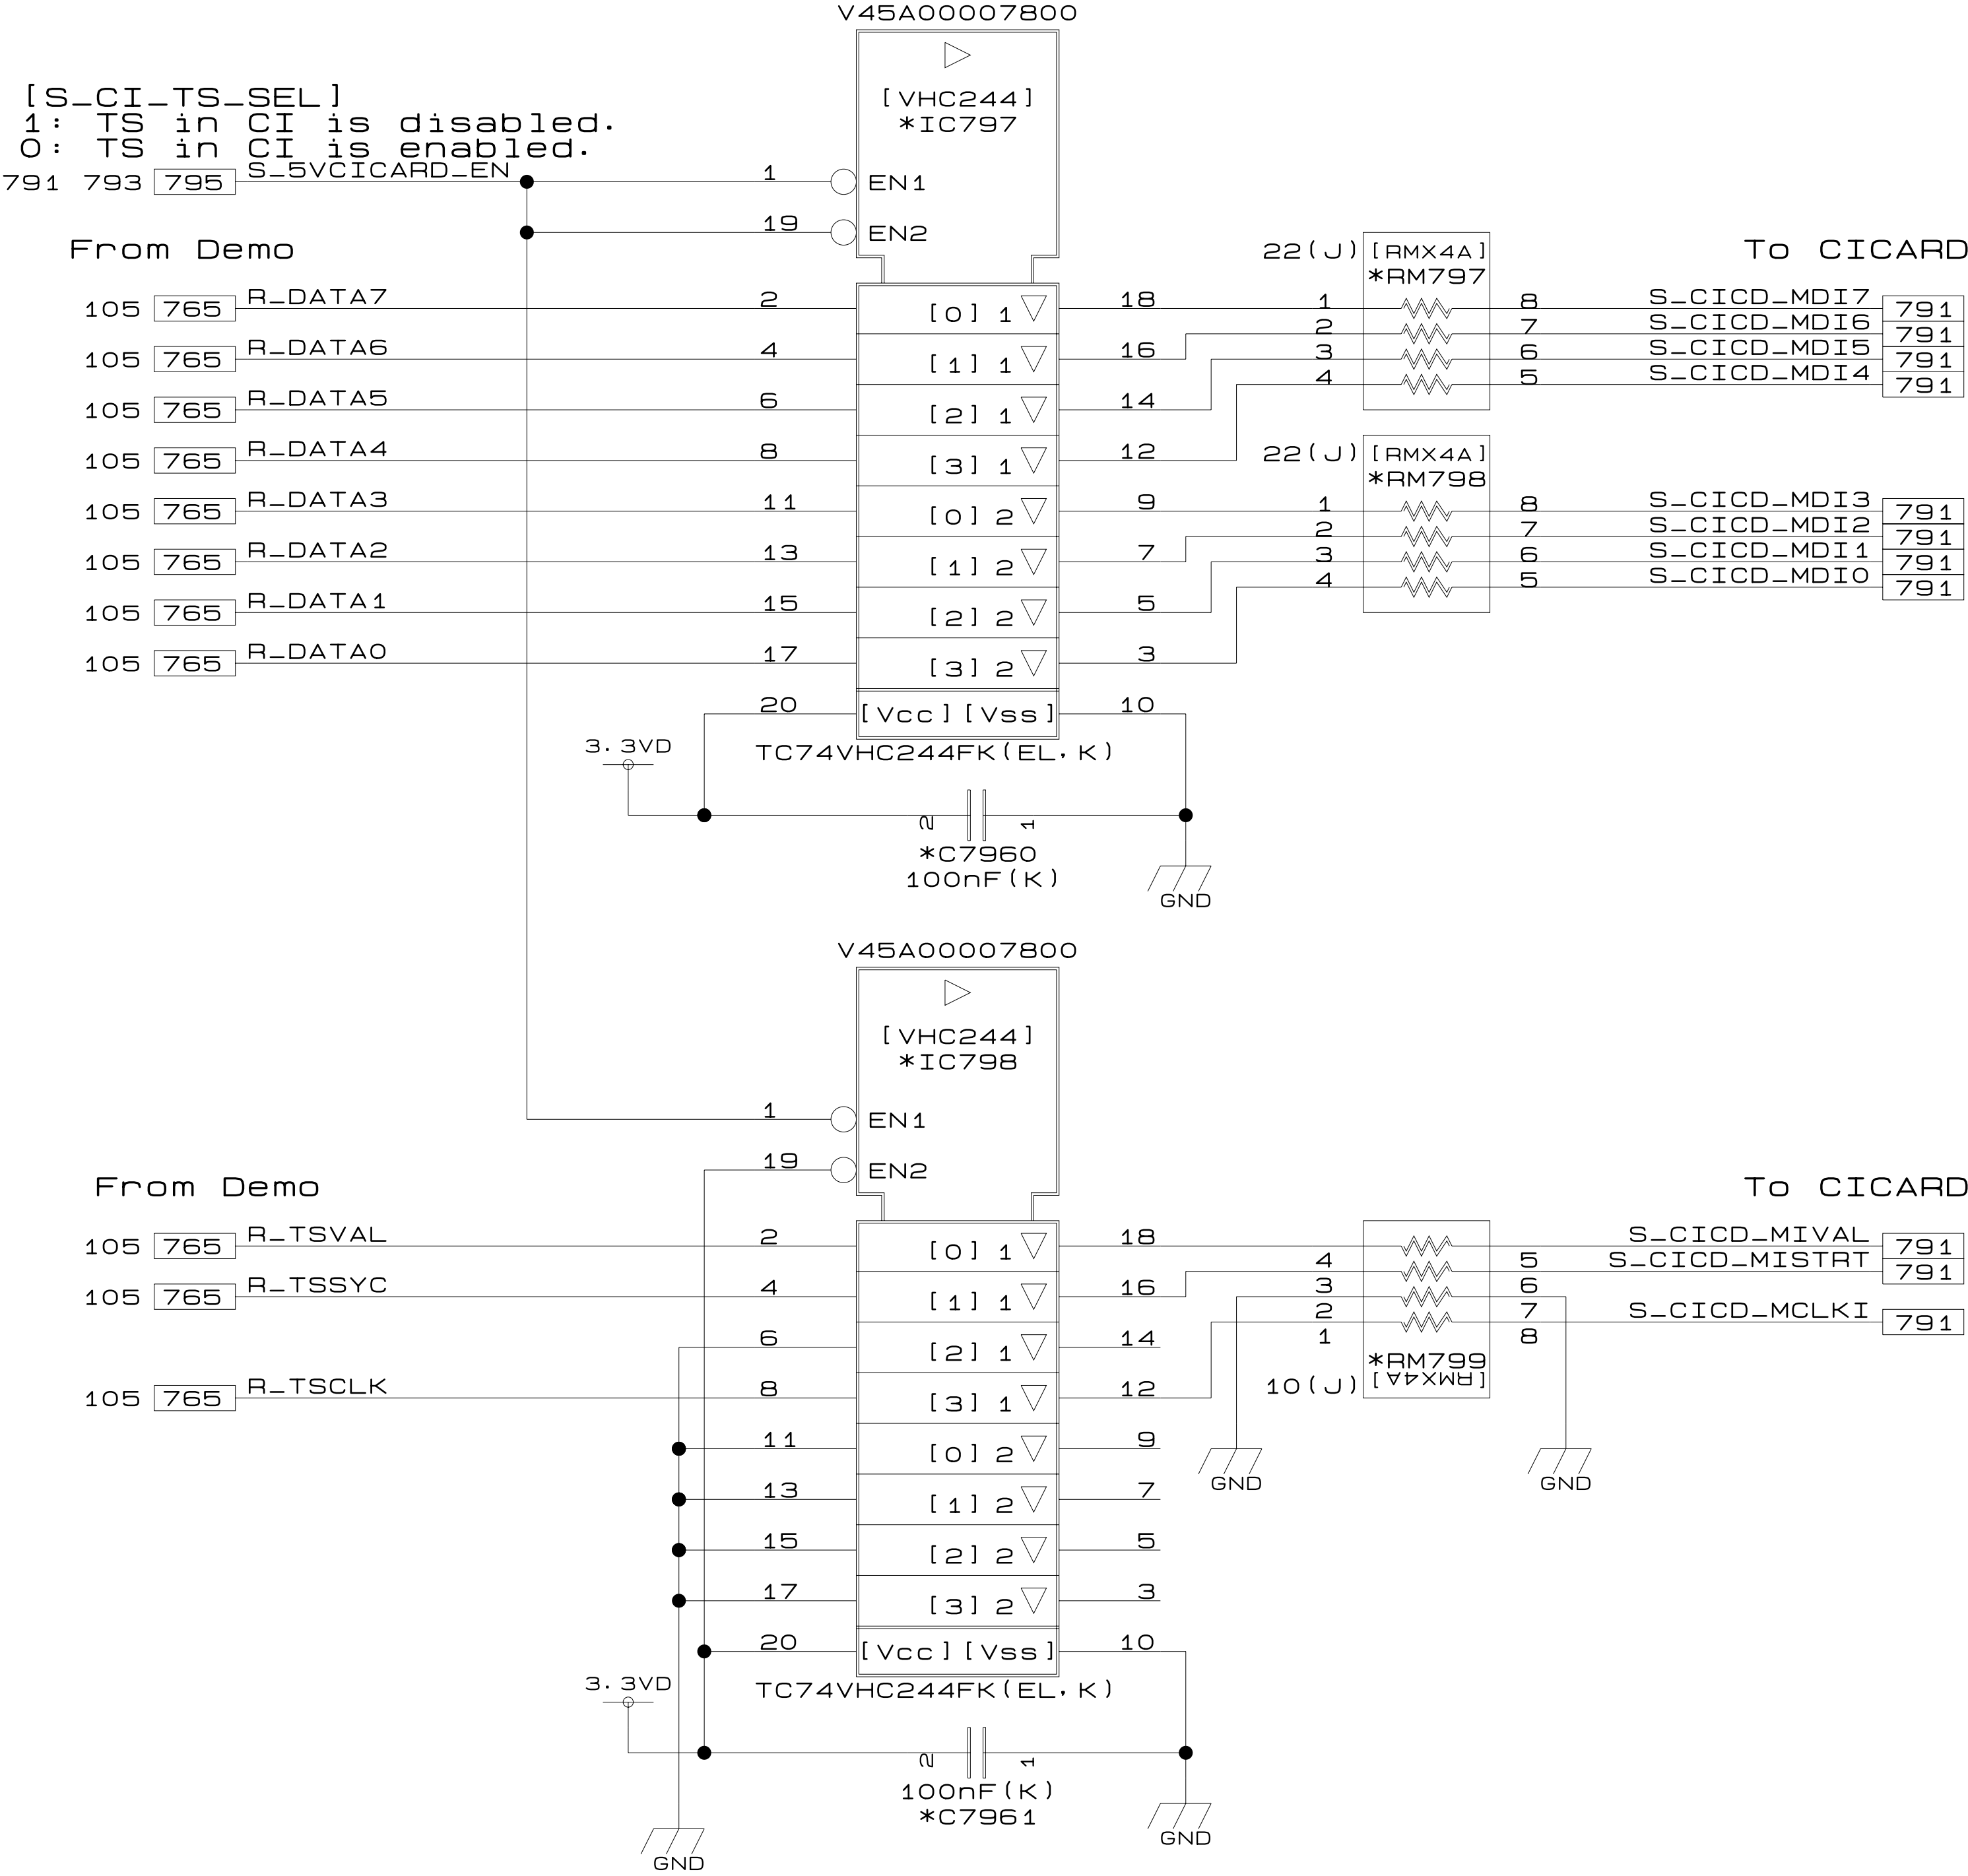 V45A00007800
[VHC244]
*IC797
[S_CI_TS_SEL]
1: TS in CI is disabled.
0: TS in CI is enabled.
791 793 795 S_5VCICARD_EN 1 EN1
19 EN2
From Demo
22(J) [RMX4A]
*RM797
To CICARD
105 765 R_DATA7 2 [0] 1 18 1 8 S_CICD_MDI7 791
2 7 S_CICD_MDI6 791
105 765 R_DATA6 4 [1] 1 16 3 6 S_CICD_MDI5 791
4 5 S_CICD_MDI4 791
105 765 R_DATA5 6 [2] 1 14
105 765 R_DATA4 8 [3] 1 12
22(J) [RMX4A]
*RM798
105 765 R_DATA3 11 [0] 2 9 1 8 S_CICD_MDI3 791
2 7 S_CICD_MDI2 791
105 765 R_DATA2 13 [1] 2 7 3 6 S_CICD_MDI1 791
4 5 S_CICD_MDI0 791
105 765 R_DATA1 15 [2] 2 5
105 765 R_DATA0 17 [3] 2 3
20 [Vcc] [Vss] 10
3.3VD
TC74VHC244FK(EL,K)
2 1
*C7960
100nF(K)
GND
V45A00007800
[VHC244]
*IC798
1 EN1
19 EN2
From Demo
To CICARD
105 765 R_TSVAL 2 [0] 1 18 4 5 S_CICD_MIVAL 791
3 6 S_CICD_MISTRT 791
105 765 R_TSSYC 4 [1] 1 16 2 7
1 8 S_CICD_MCLKI 791
6 [2] 1 14
*RM799
10(J) [RMX4A]
105 765 R_TSCLK 8 [3] 1 12
11 [0] 2 9
GND
GND
13 [1] 2 7
15 [2] 2 5
17 [3] 2 3
20 [Vcc] [Vss] 10
3.3VD
TC74VHC244FK(EL,K)
2 1
100nF(K)
*C7961
GND
GND